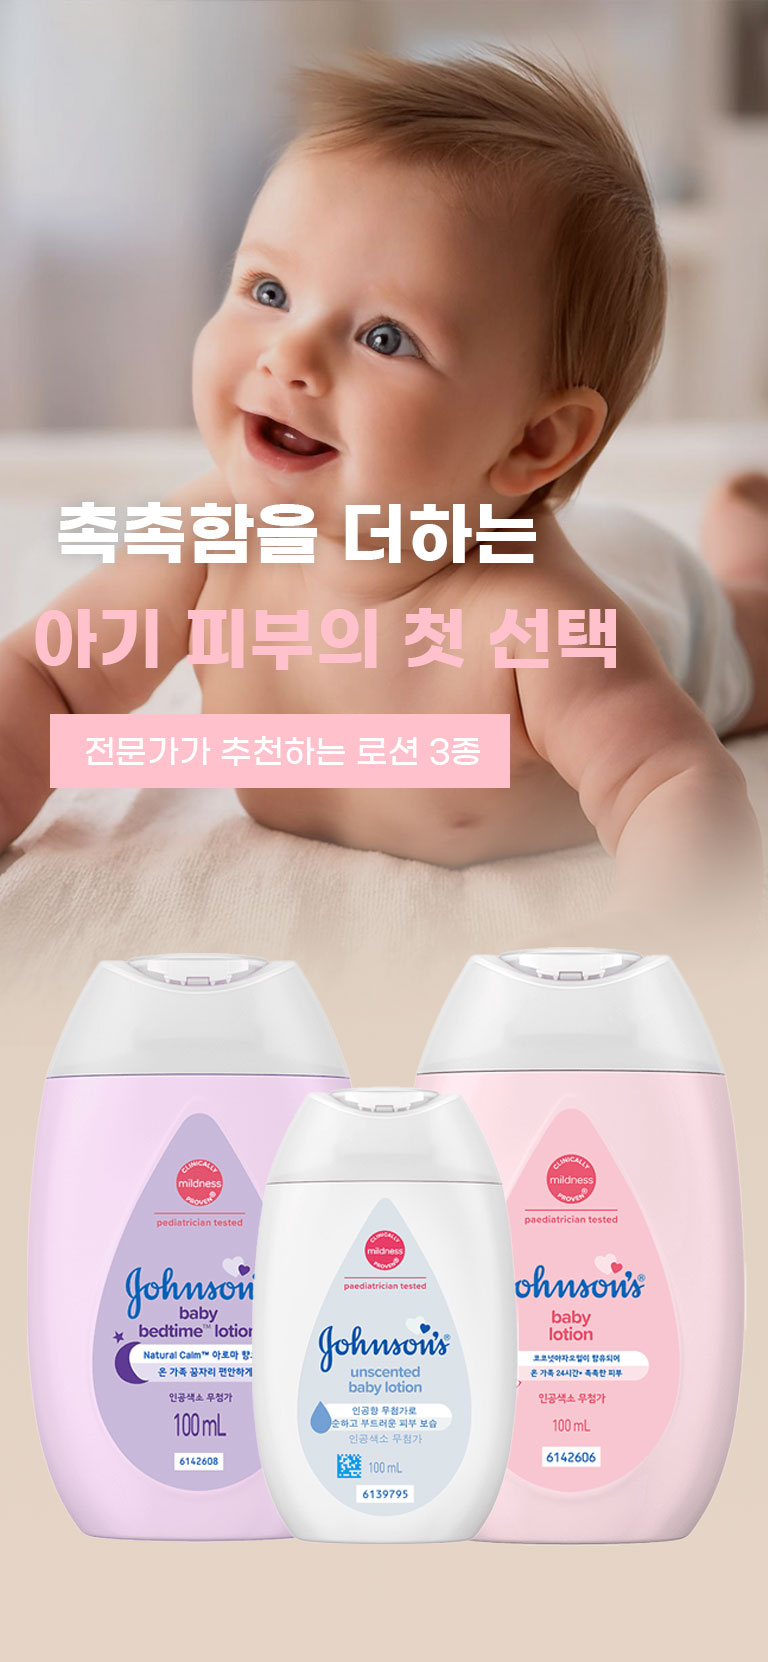 촉촉함을 더하는
아기 피부의 첫 선택
전문가가 추천하는 로션 3종
CLINICALLY
mildness
PROVEN®
pediatrician tested
Johnson's
baby
bedtime™ lotion
Natural Calm™ 아로마
온 가족 꿈자리 편안하게
인공색소 무첨가
100mL
6142608
CLINICALLY
mildness
PROVEN®
paediatrician tested
Johnson's®
unscented
baby lotion
인공향 무첨가로
순하고 부드러운 피부 보습
인공색소 무첨가
100 mL
6139795
CLINICALLY
mildness
PROVEN®
paediatrician tested
ohnson's®
baby
lotion
코코넛야자오일이 함유되어
온 가족 24시간* 촉촉한 피부
인공색소 무첨가
100 mL
6142606